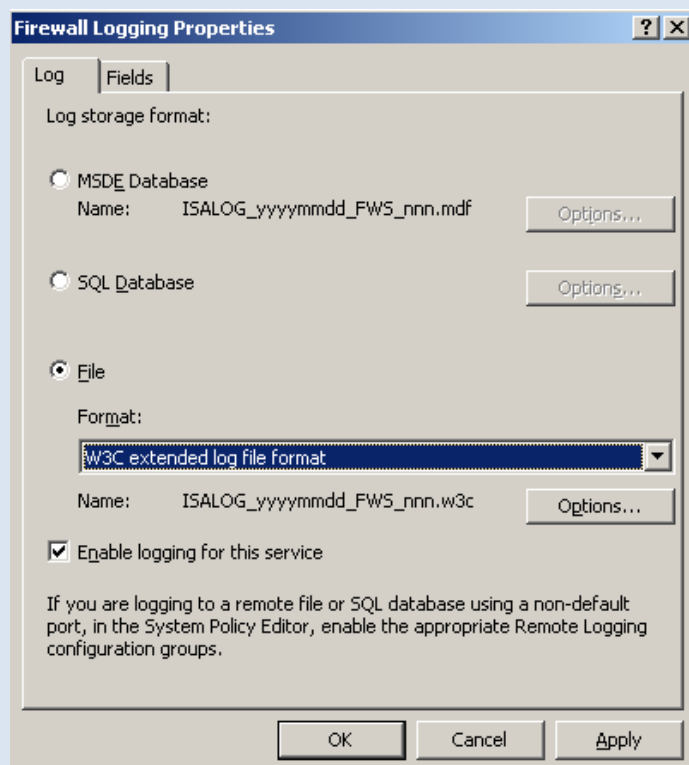 Firewall Logging Properties
Log
Fields
Log storage format:
MSDE Database
Name: ISALOG_yyyymmdd_FWS_nnn.mdf
Options...
SQL Database
Options...
File
Format:
W3C extended log file format
Name: ISALOG_yyyymmdd_FWS_nnn.w3c
Options...
Enable logging for this service
If you are logging to a remote file or SQL database using a non-default
port, in the System Policy Editor, enable the appropriate Remote Logging
configuration groups.
OK
Cancel
Apply